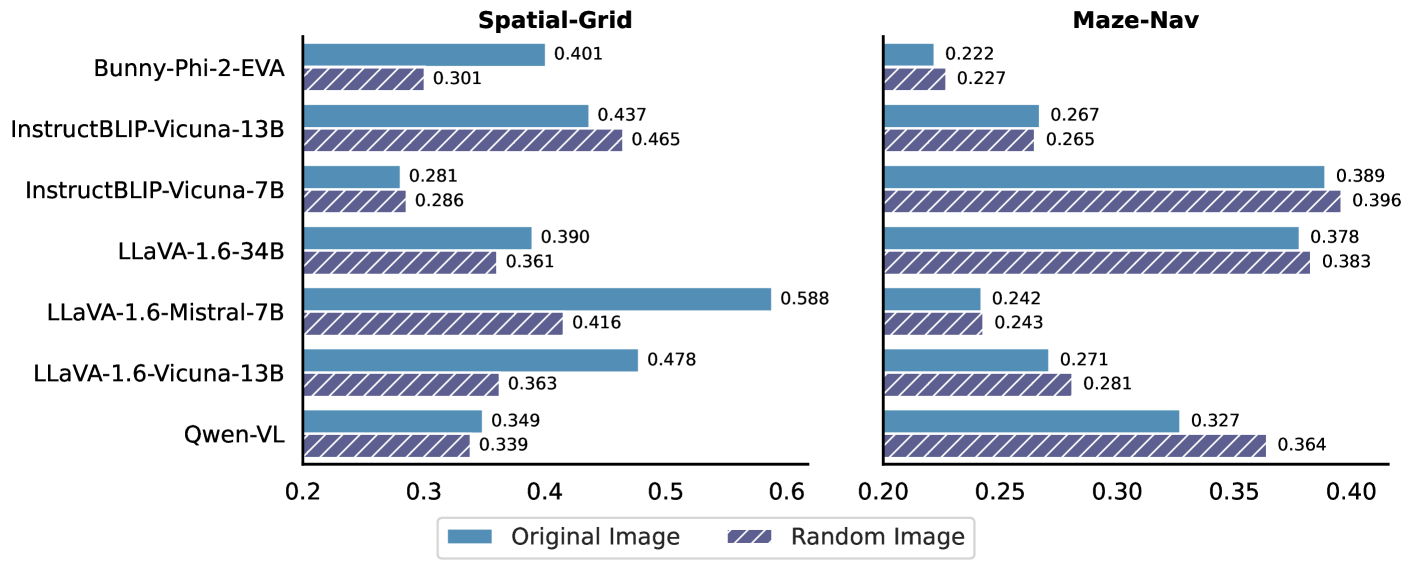 Spatial-Grid
Maze-Nav
Bunny-Phi-2-EVA
0.401
0.301
0.222
0.227
InstructBLIP-Vicuna-13B
0.437
0.465
0.267
0.265
InstructBLIP-Vicuna-7B
0.281
0.286
0.389
0.396
LLaVA-1.6-34B
0.390
0.361
0.378
0.383
LLaVA-1.6-Mistral-7B
0.588
0.416
0.242
0.243
LLaVA-1.6-Vicuna-13B
0.478
0.363
0.271
0.281
Qwen-VL
0.349
0.339
0.327
0.364
0.2 0.3 0.4 0.5 0.6
0.20 0.25 0.30 0.35 0.40
Original Image Random Image